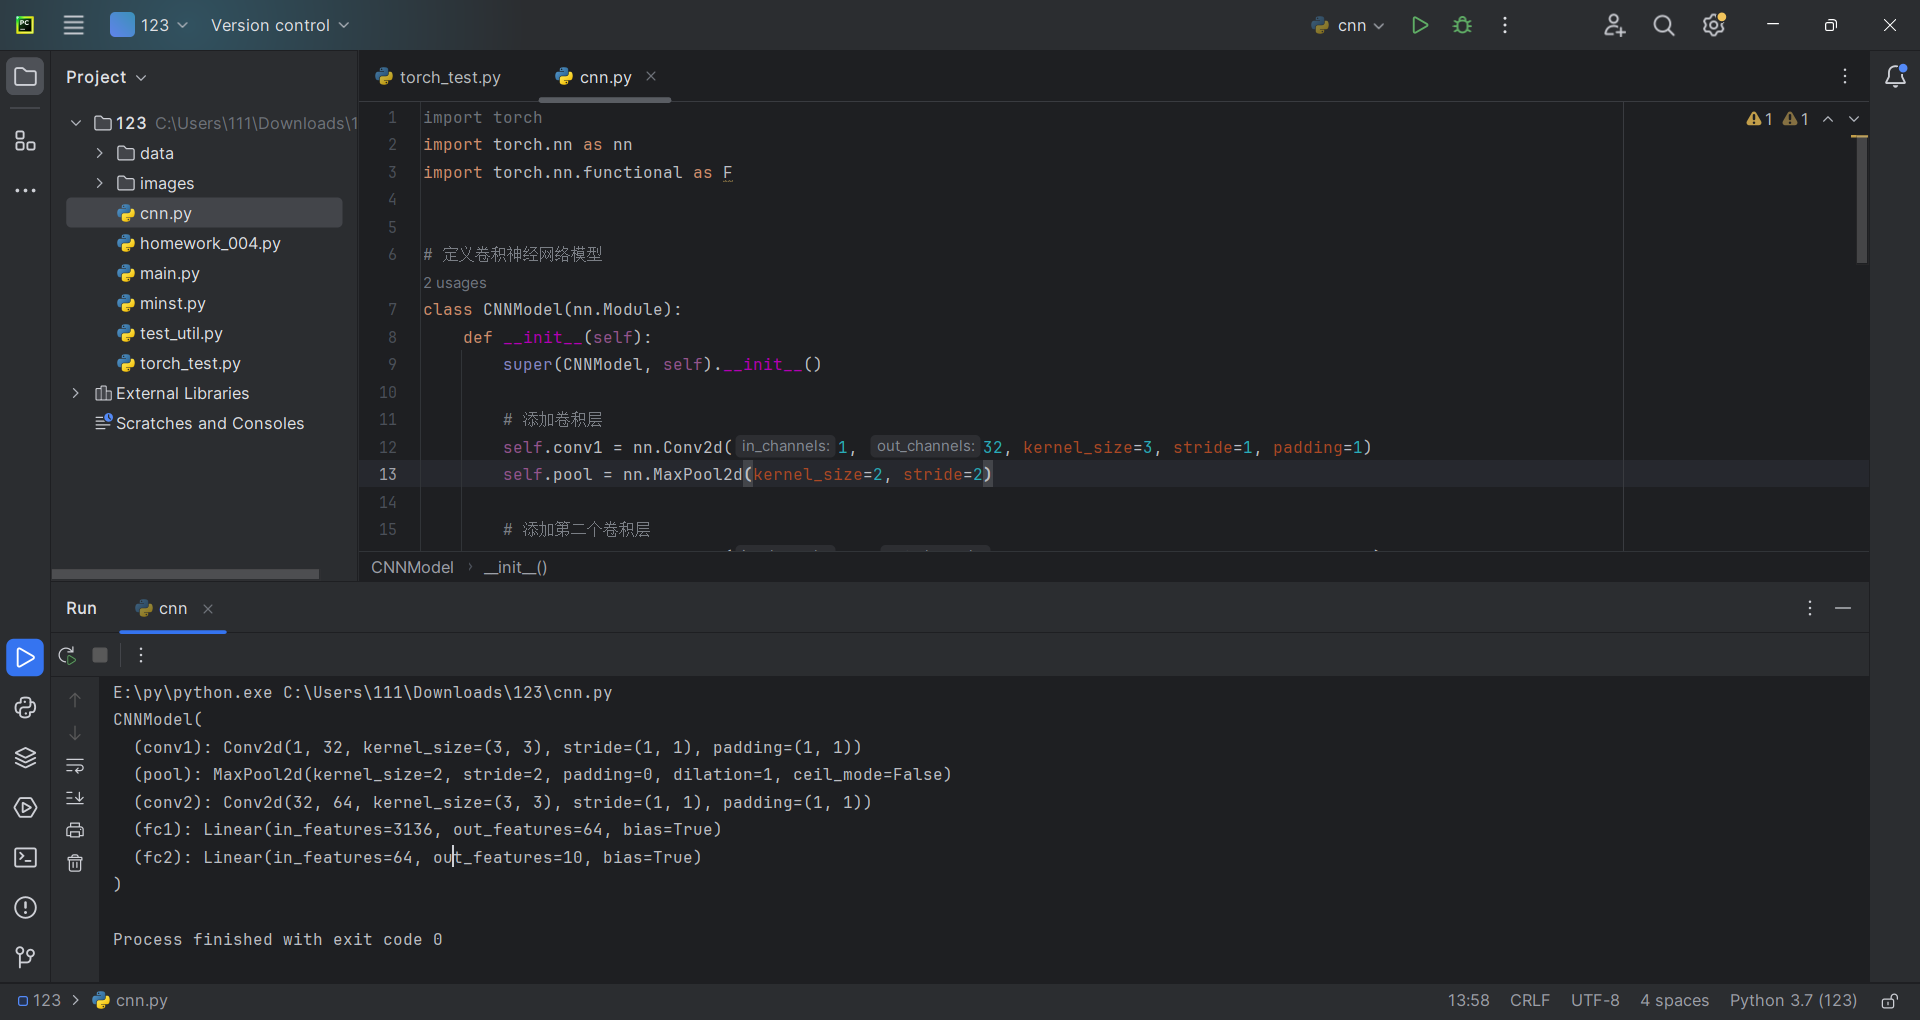 123 Version control cnn
Project
torch_test.py cnn.py
123 C:\Users\111\Downloads\1
data
images
cnn.py
homework_004.py
main.py
minst.py
test_util.py
torch_test.py
External Libraries
Scratches and Consoles
1 import torch
2 import torch.nn as nn
3 import torch.nn.functional as F
4
5
6 # 定义卷积神经网络模型
2 usages
7 class CNNModel(nn.Module):
8 def __init__(self):
9 super(CNNModel, self).__init__()
10
11 # 添加卷积层
12 self.conv1 = nn.Conv2d( in_channels: 1, out_channels: 32, kernel_size=3, stride=1, padding=1)
13 self.pool = nn.MaxPool2d(kernel_size=2, stride=2)
14
15 # 添加第二个卷积层
1 1
CNNModel › __init__()
Run cnn
E:\py\python.exe C:\Users\111\Downloads\123\cnn.py
CNNModel(
(conv1): Conv2d(1, 32, kernel_size=(3, 3), stride=(1, 1), padding=(1, 1))
(pool): MaxPool2d(kernel_size=2, stride=2, padding=0, dilation=1, ceil_mode=False)
(conv2): Conv2d(32, 64, kernel_size=(3, 3), stride=(1, 1), padding=(1, 1))
(fc1): Linear(in_features=3136, out_features=64, bias=True)
(fc2): Linear(in_features=64, out_features=10, bias=True)
)
Process finished with exit code 0
123 > cnn.py
13:58 CRLF UTF-8 4 spaces Python 3.7 (123)